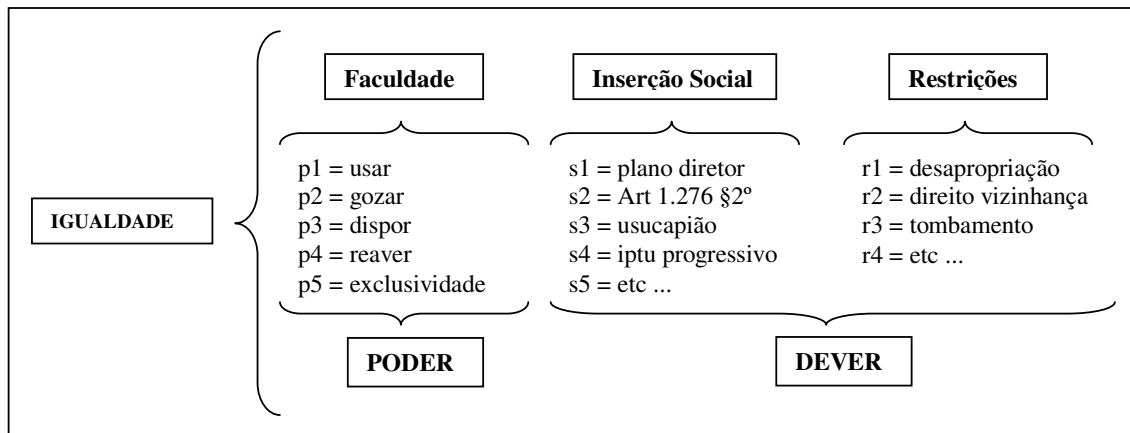 Faculdade
Inserção Social
Restrições
IGUALDADE
p1 = usar
p2 = gozar
p3 = dispor
p4 = reaver
p5 = exclusividade
s1 = plano diretor
s2 = Art 1.276 §2º
s3 = usucapião
s4 = iptu progressivo
s5 = etc ...
r1 = desapropriação
r2 = direito vizinhança
r3 = tombamento
r4 = etc ...
PODER
DEVER